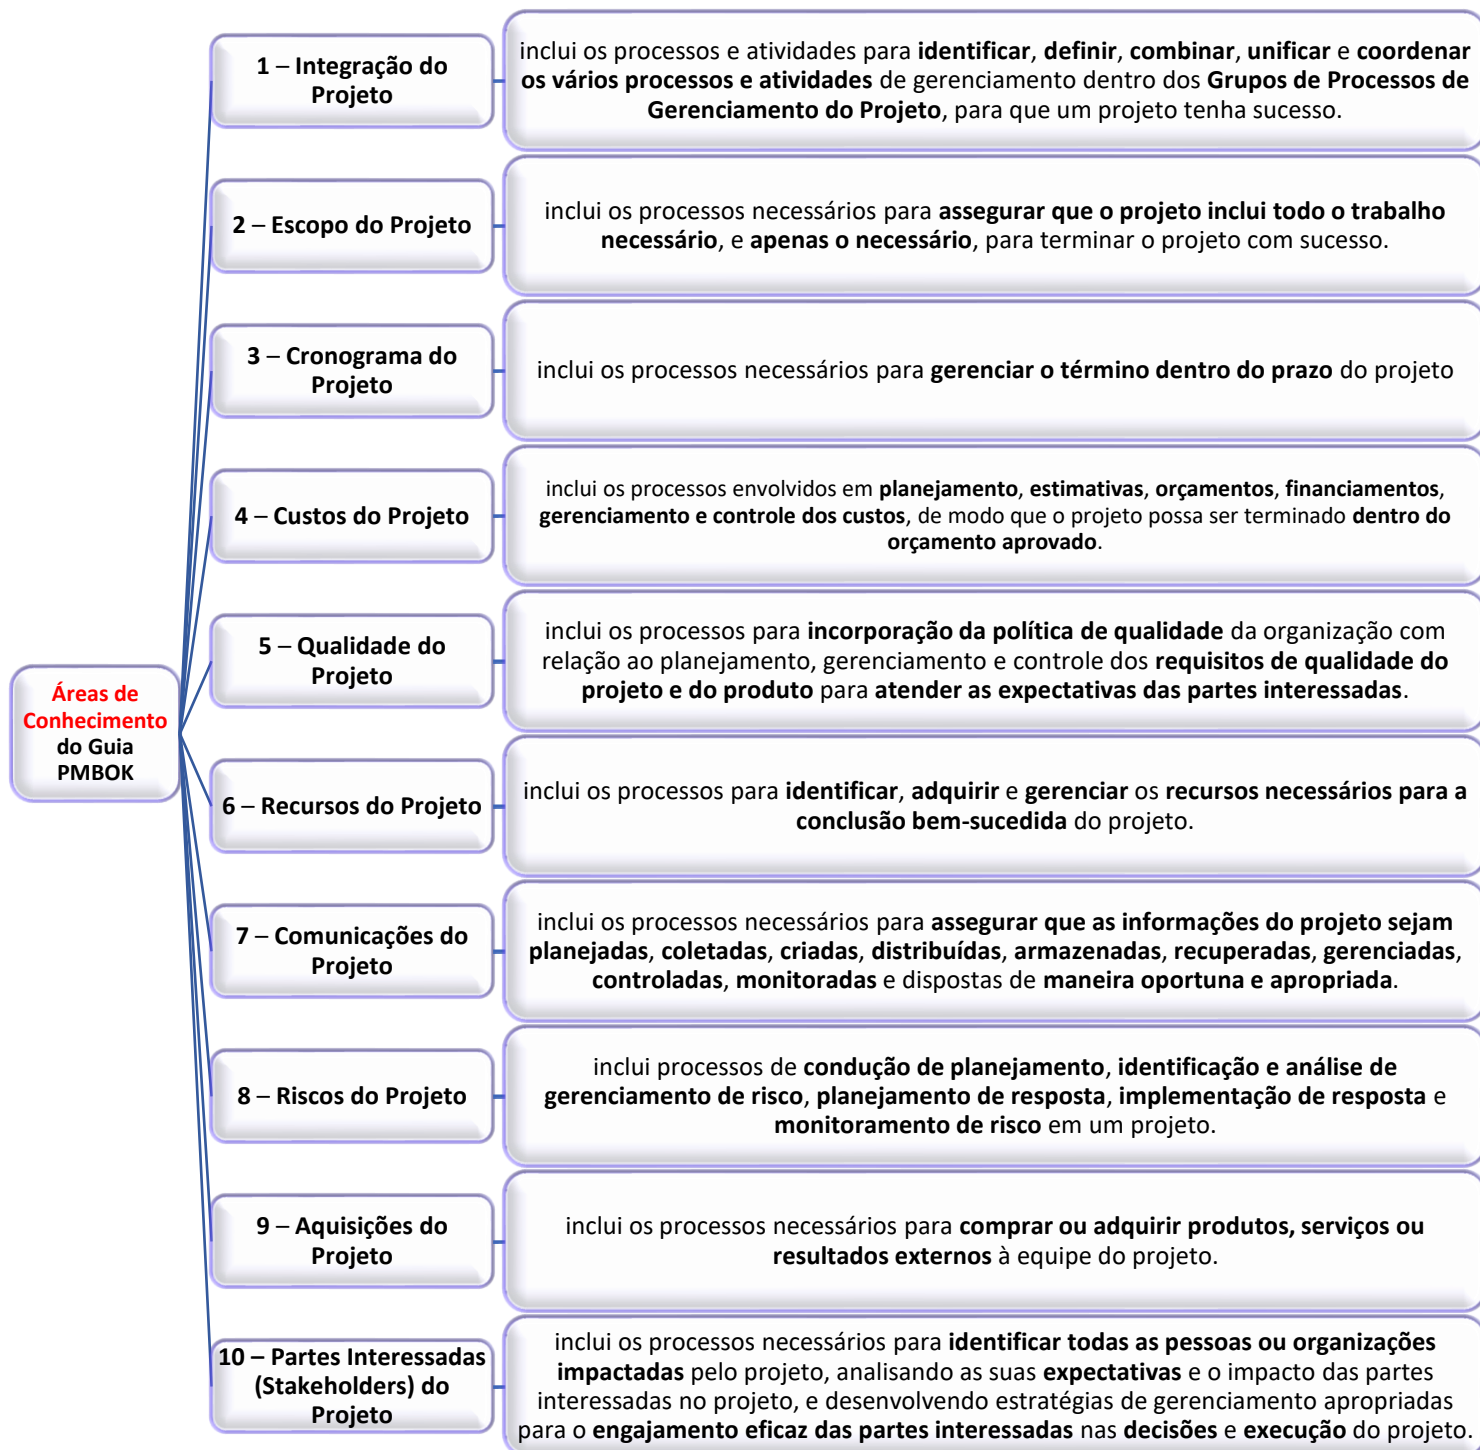 Áreas de
Conhecimento
do Guia
PMBOK
1 – Integração do
Projeto
inclui os processos e atividades para identificar, definir, combinar, unificar e coordenar
os vários processos e atividades de gerenciamento dentro dos Grupos de Processos de
Gerenciamento do Projeto, para que um projeto tenha sucesso.
2 – Escopo do Projeto
inclui os processos necessários para assegurar que o projeto inclui todo o trabalho
necessário, e apenas o necessário, para terminar o projeto com sucesso.
3 – Cronograma do
Projeto
inclui os processos necessários para gerenciar o término dentro do prazo do projeto
4 – Custos do Projeto
inclui os processos envolvidos em planejamento, estimativas, orçamentos, financiamentos,
gerenciamento e controle dos custos, de modo que o projeto possa ser terminado dentro do
orçamento aprovado.
5 – Qualidade do
Projeto
inclui os processos para incorporação da política de qualidade da organização com
relação ao planejamento, gerenciamento e controle dos requisitos de qualidade do
projeto e do produto para atender as expectativas das partes interessadas.
6 – Recursos do Projeto
inclui os processos para identificar, adquirir e gerenciar os recursos necessários para a
conclusão bem-sucedida do projeto.
7 – Comunicações do
Projeto
inclui os processos necessários para assegurar que as informações do projeto sejam
planejadas, coletadas, criadas, distribuídas, armazenadas, recuperadas, gerenciadas,
controladas, monitoradas e dispostas de maneira oportuna e apropriada.
8 – Riscos do Projeto
inclui processos de condução de planejamento, identificação e análise de
gerenciamento de risco, planejamento de resposta, implementação de resposta e
monitoramento de risco em um projeto.
9 – Aquisições do
Projeto
inclui os processos necessários para comprar ou adquirir produtos, serviços ou
resultados externos à equipe do projeto.
10 – Partes Interessadas
(Stakeholders) do
Projeto
inclui os processos necessários para identificar todas as pessoas ou organizações
impactadas pelo projeto, analisando as suas expectativas e o impacto das partes
interessadas no projeto, e desenvolvendo estratégias de gerenciamento apropriadas
para o engajamento eficaz das partes interessadas nas decisões e execução do projeto.